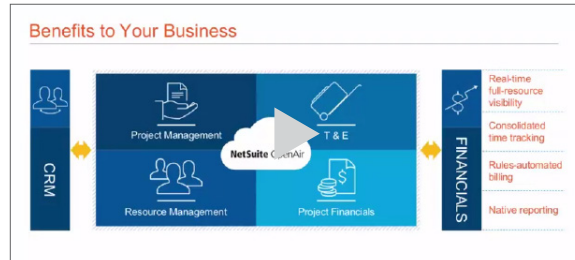 Benefits to Your Business
CRM
Project Management
T & E
NetSuite OpenAir
Resource Management
Project Financials
FINANCIALS
Real-time
full-resource
visibility
Consolidated
time tracking
Rules-automated
billing
Native reporting